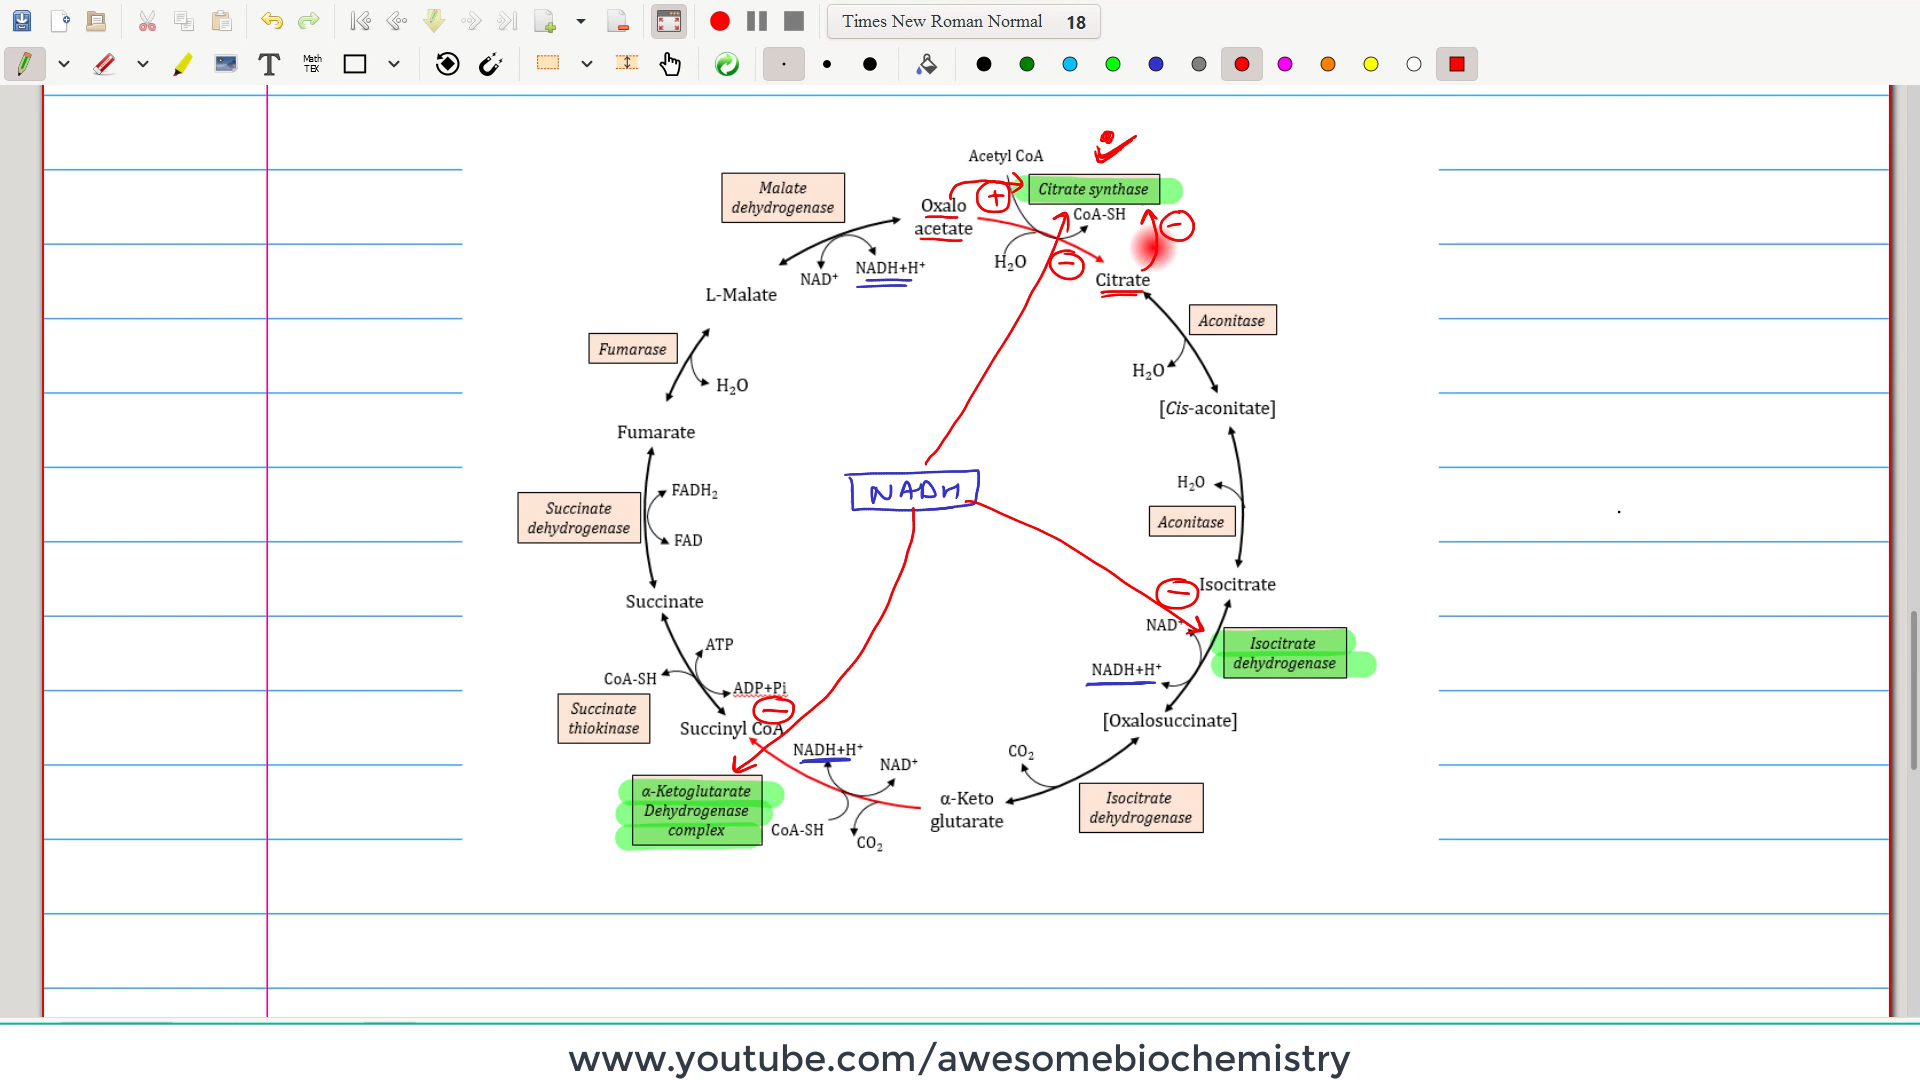 Times New Roman Normal 18
Math
TEX
Acetyl CoA
Malate
dehydrogenase
Citrate synthase
Oxalo
acetate
+
CoA-SH
−
H₂O
−
NAD⁺
NADH+H⁺
Citrate
L-Malate
Aconitase
Fumarase
H₂O
H₂O
[Cis-aconitate]
Fumarate
NADH
H₂O
FADH₂
Succinate
dehydrogenase
Aconitase
FAD
Isocitrate
−
Succinate
NAD⁺
ATP
Isocitrate
dehydrogenase
NADH+H⁺
CoA-SH
ADP+Pi
−
Succinate
thiokinase
Succinyl CoA
[Oxalosuccinate]
NADH+H⁺
NAD⁺
CO₂
α-Ketoglutarate
Dehydrogenase
complex
α-Keto
glutarate
Isocitrate
dehydrogenase
CoA-SH
CO₂
www.youtube.com/awesomebiochemistry